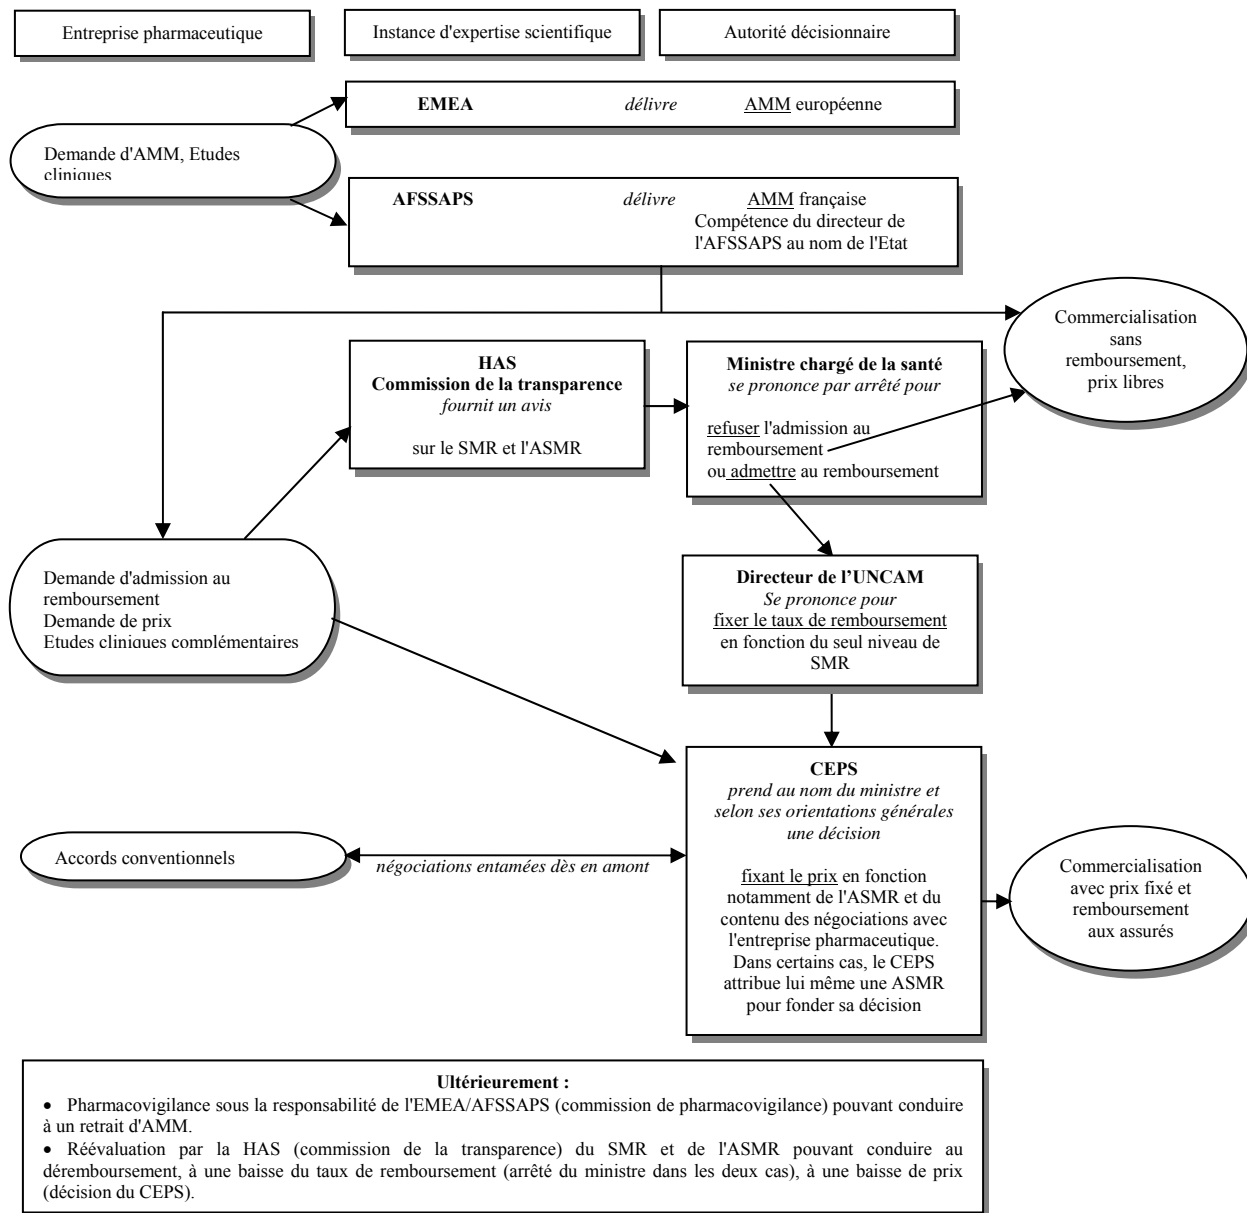 Entreprise pharmaceutique
Instance d'expertise scientifique
Autorité décisionnaire
EMEA délivre AMM européenne
Demande d'AMM, Etudes
cliniques
AFSSAPS délivre AMM française
Compétence du directeur de
l'AFSSAPS au nom de l'Etat
Commercialisation
sans
remboursement,
prix libres
HAS
Commission de la transparence
fournit un avis
sur le SMR et l'ASMR
Ministre chargé de la santé
se prononce par arrêté pour
refuser l'admission au
remboursement
ou admettre au remboursement
Demande d'admission au
remboursement
Demande de prix
Etudes cliniques complémentaires
Directeur de l’UNCAM
Se prononce pour
fixer le taux de remboursement
en fonction du seul niveau de
SMR
CEPS
prend au nom du ministre et
selon ses orientations générales
une décision
fixant le prix en fonction
notamment de l'ASMR et du
contenu des négociations avec
l'entreprise pharmaceutique.
Dans certains cas, le CEPS
attribue lui même une ASMR
pour fonder sa décision
Accords conventionnels
négociations entamées dès en amont
Commercialisation
avec prix fixé et
remboursement
aux assurés
Ultérieurement :
• Pharmacovigilance sous la responsabilité de l'EMEA/AFSSAPS (commission de pharmacovigilance) pouvant conduire
à un retrait d'AMM.
• Réévaluation par la HAS (commission de la transparence) du SMR et de l'ASMR pouvant conduire au
déremboursement, à une baisse du taux de remboursement (arrêté du ministre dans les deux cas), à une baisse de prix
(décision du CEPS).